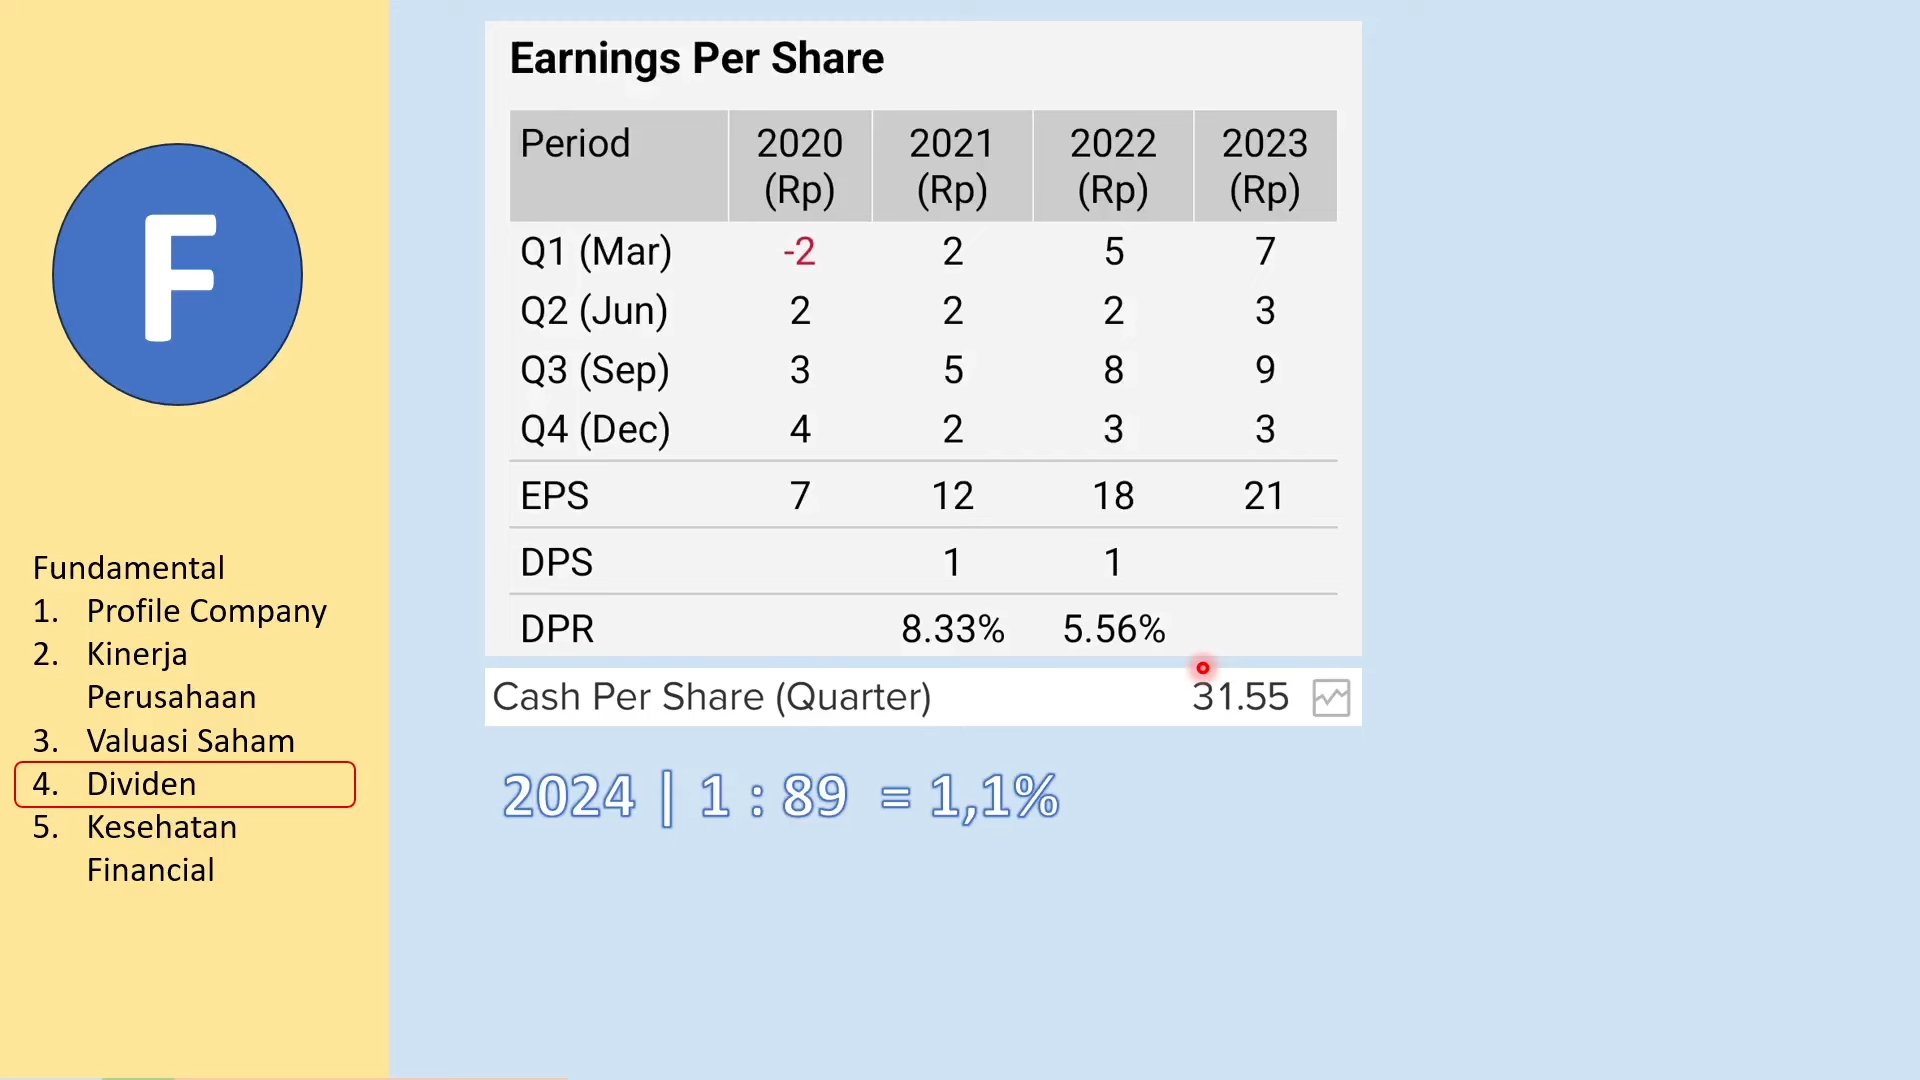 F
Fundamental
1. Profile Company
2. Kinerja
Perusahaan
3. Valuasi Saham
4. Dividen
5. Kesehatan
Financial
Earnings Per Share
Period 2020 2021 2022 2023
(Rp) (Rp) (Rp) (Rp)
Q1 (Mar) -2 2 5 7
Q2 (Jun) 2 2 2 3
Q3 (Sep) 3 5 8 9
Q4 (Dec) 4 2 3 3
EPS 7 12 18 21
DPS 1 1
DPR 8.33% 5.56%
Cash Per Share (Quarter) 31.55
2024 | 1 : 89 = 1,1%